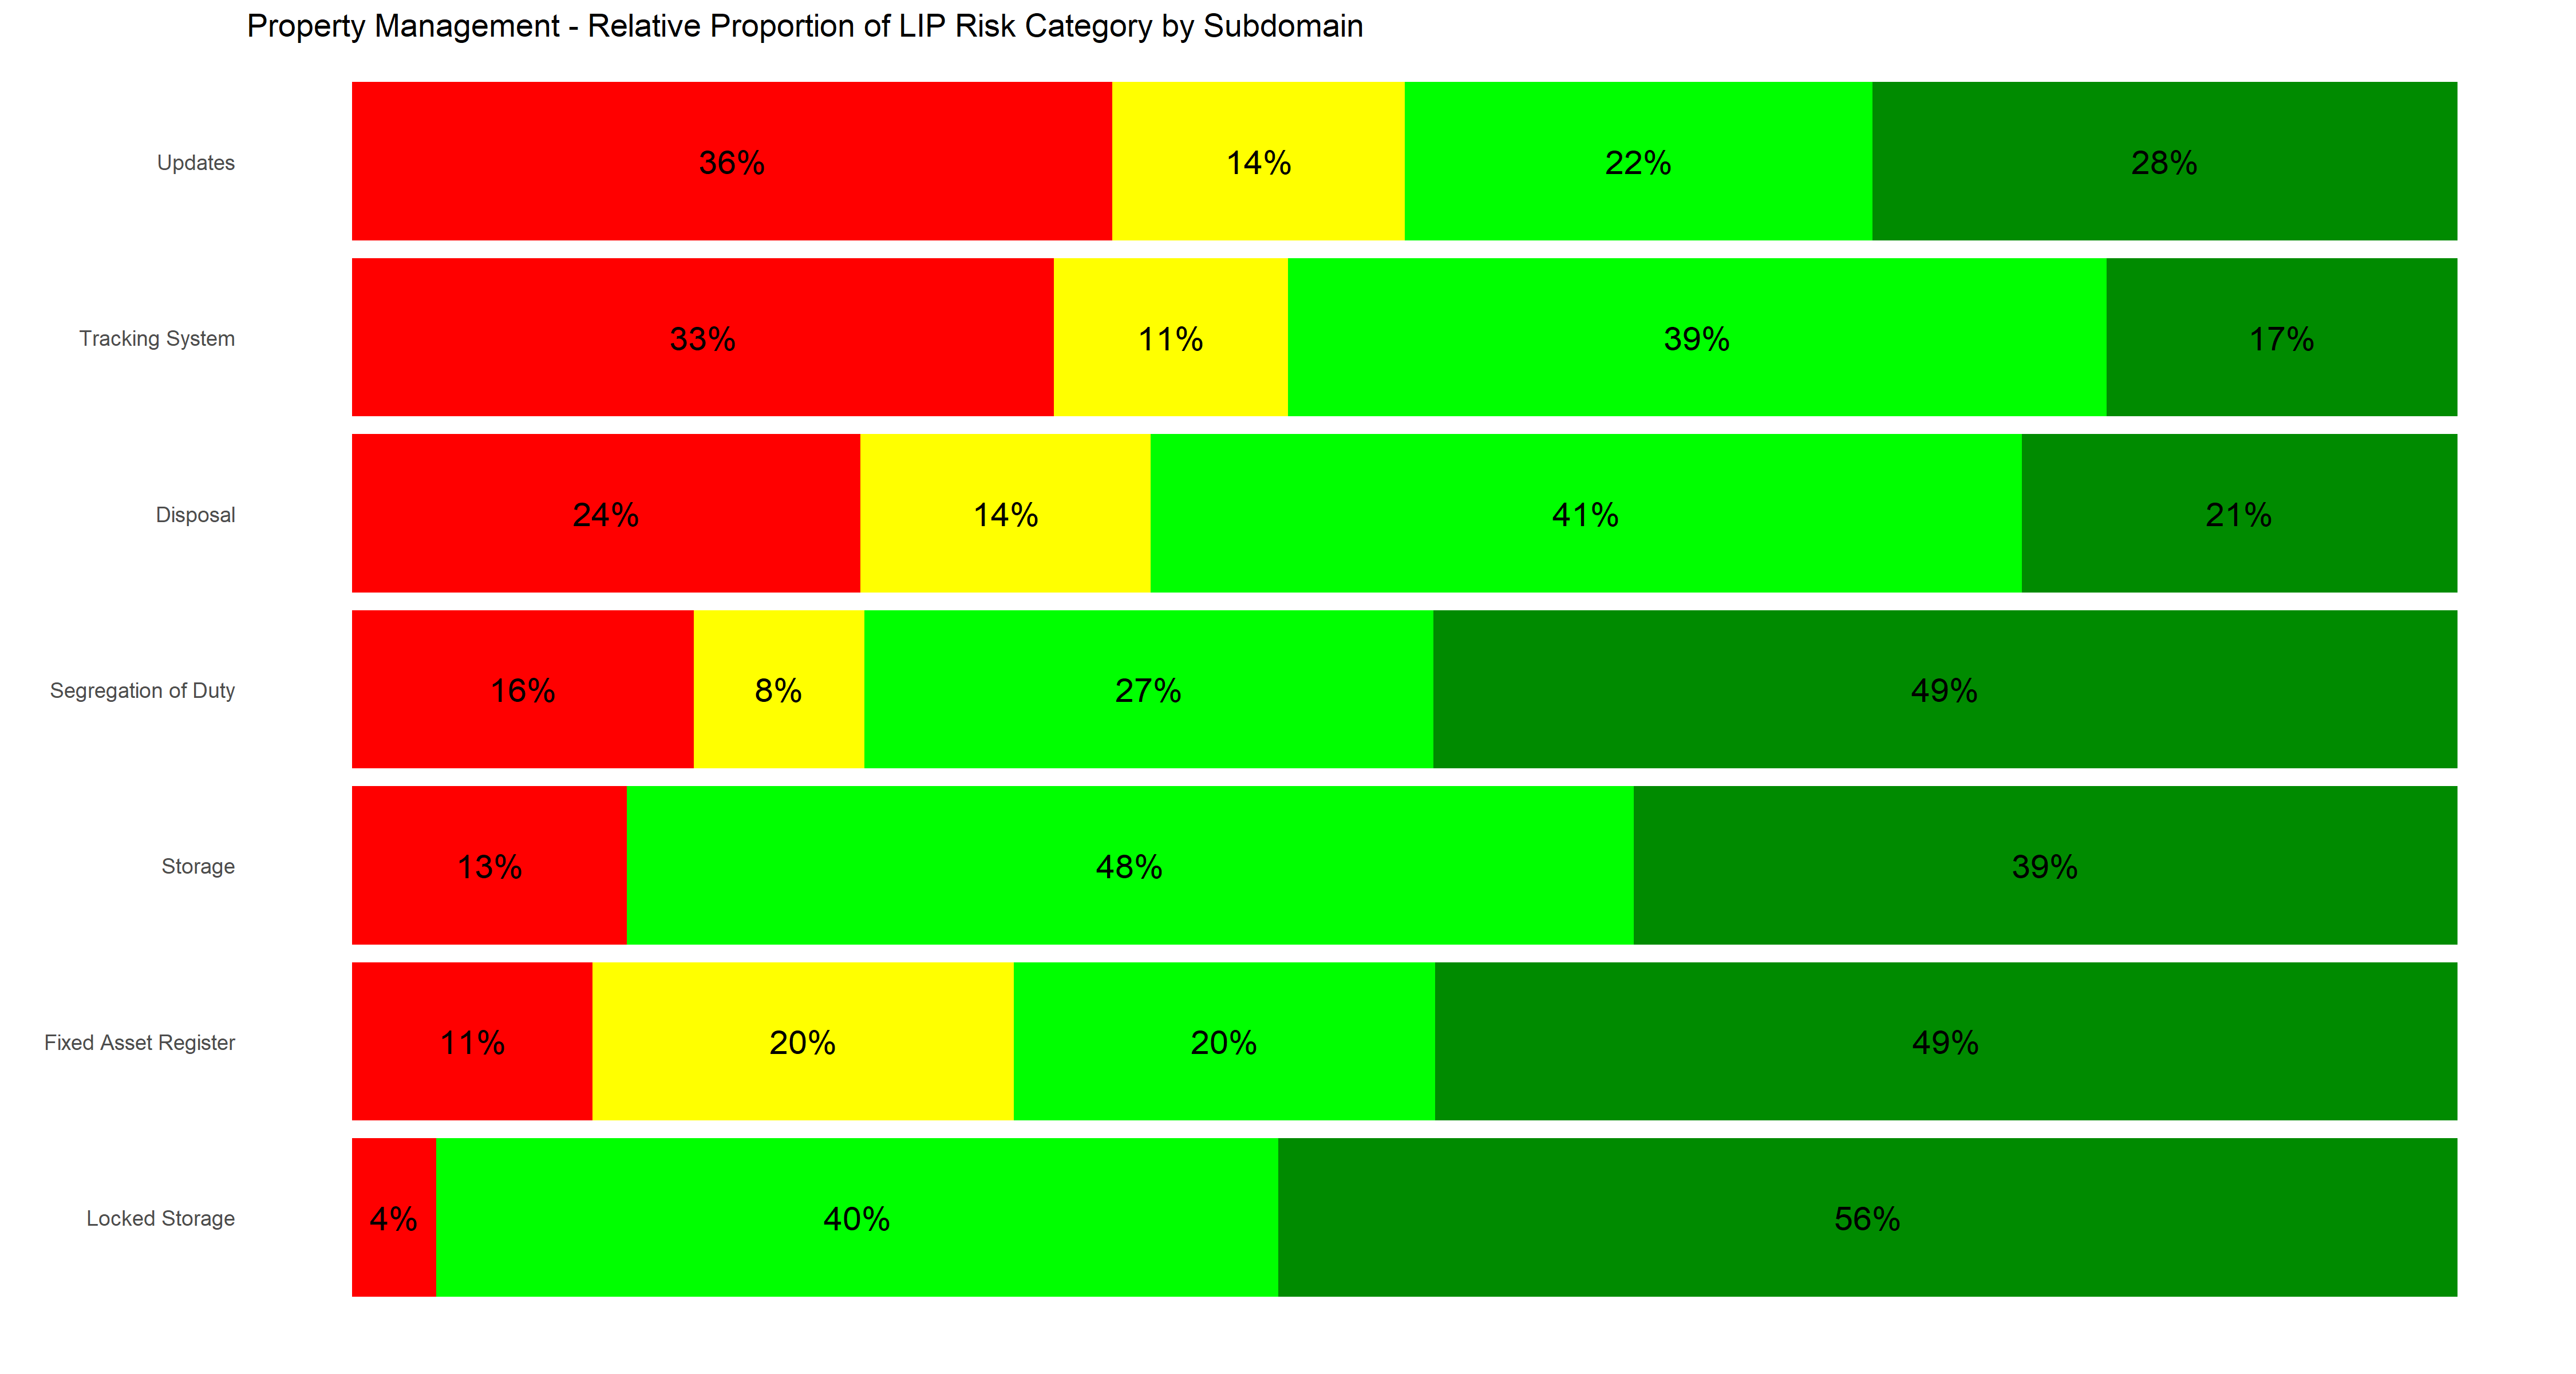 Property Management - Relative Proportion of LIP Risk Category by Subdomain
Updates 36% 14% 22% 28%
Tracking System 33% 11% 39% 17%
Disposal 24% 14% 41% 21%
Segregation of Duty 16% 8% 27% 49%
Storage 13% 48% 39%
Fixed Asset Register 11% 20% 20% 49%
Locked Storage 4% 40% 56%